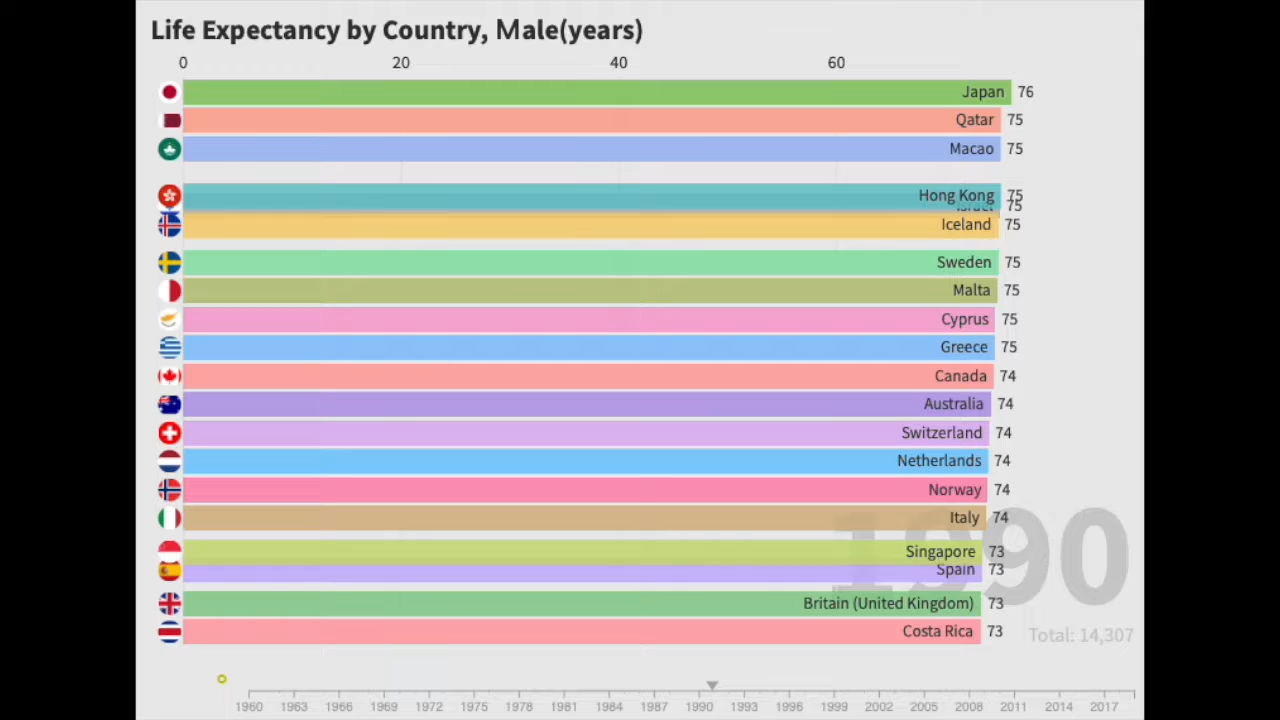 Life Expectancy by Country, Male(years)
0 20 40 60
Japan 76
Qatar 75
Macao 75
Hong Kong 75
Israel 75
Iceland 75
Sweden 75
Malta 75
Cyprus 75
Greece 75
Canada 74
Australia 74
Switzerland 74
Netherlands 74
Norway 74
Italy 74
1990
Singapore 73
Spain 73
Britain (United Kingdom) 73
Costa Rica 73
Total: 14,307
1960 1963 1966 1969 1972 1975 1978 1981 1984 1987 1990 1993 1996 1999 2002 2005 2008 2011 2014 2017